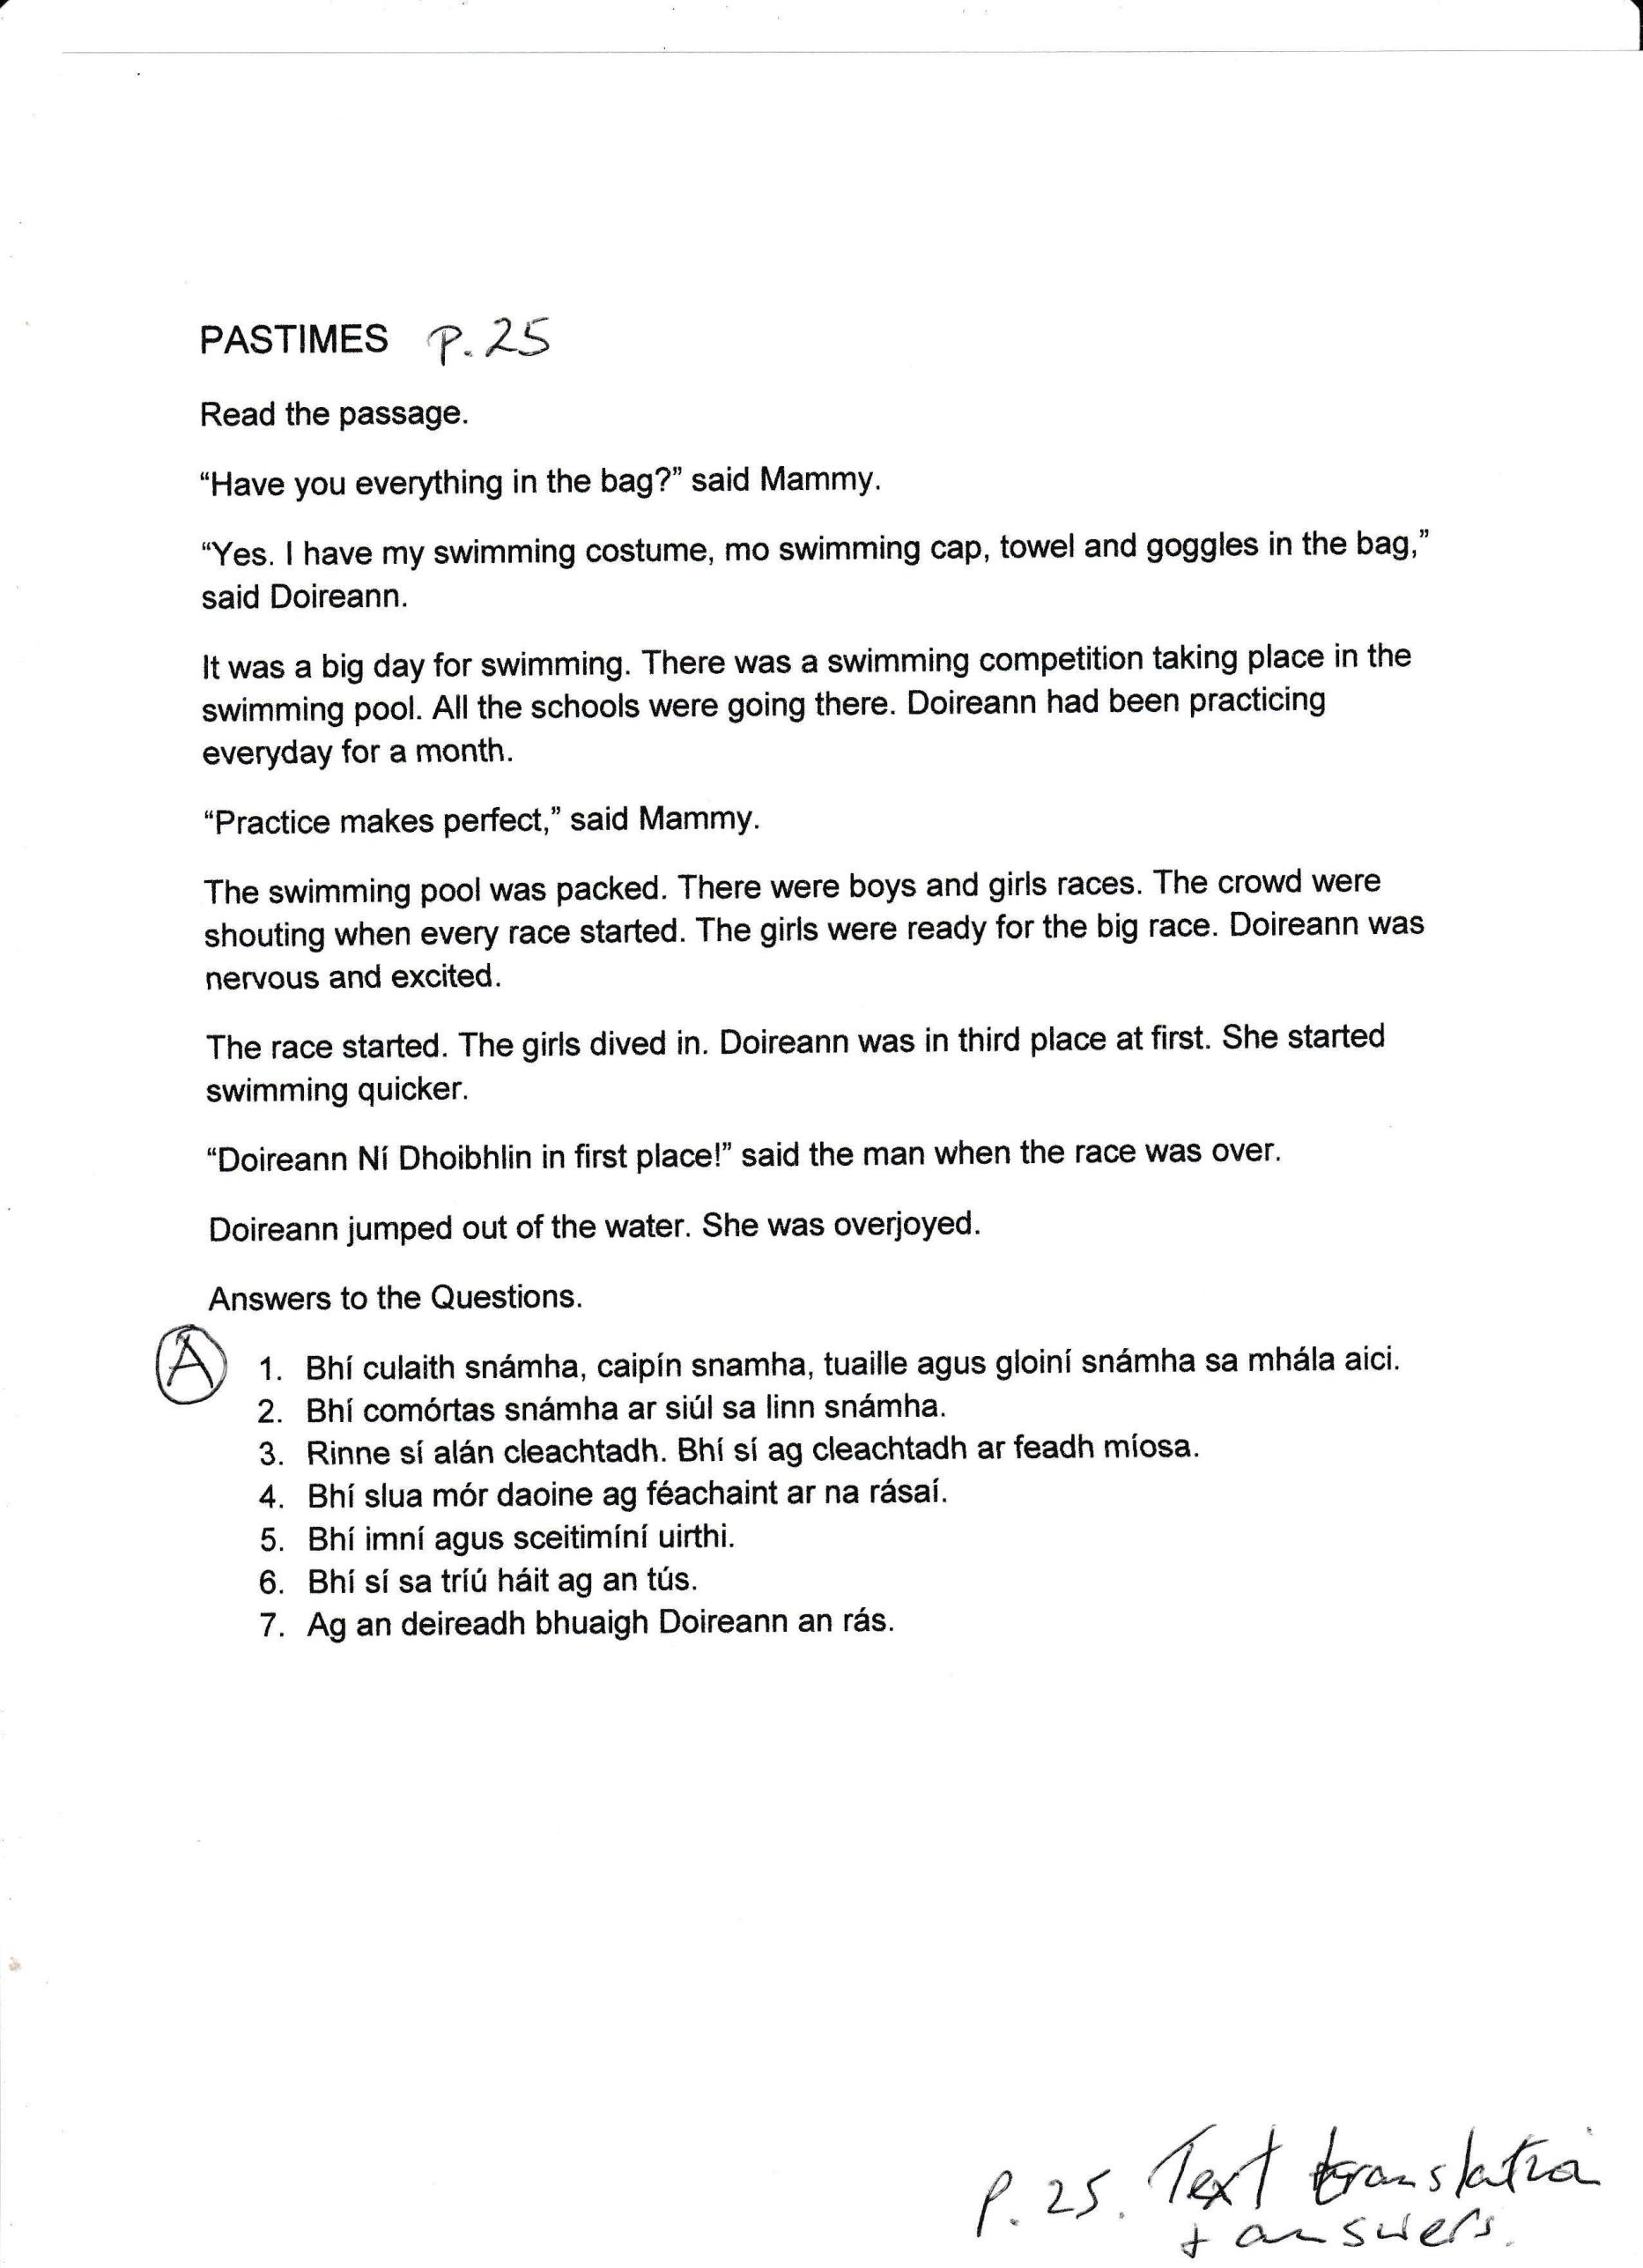 PASTIMES P. 25
Read the passage.
“Have you everything in the bag?” said Mammy.
“Yes. I have my swimming costume, mo swimming cap, towel and goggles in the bag,”
said Doireann.
It was a big day for swimming. There was a swimming competition taking place in the
swimming pool. All the schools were going there. Doireann had been practicing
everyday for a month.
“Practice makes perfect,” said Mammy.
The swimming pool was packed. There were boys and girls races. The crowd were
shouting when every race started. The girls were ready for the big race. Doireann was
nervous and excited.
The race started. The girls dived in. Doireann was in third place at first. She started
swimming quicker.
“Doireann Ní Dhoibhlin in first place!” said the man when the race was over.
Doireann jumped out of the water. She was overjoyed.
Answers to the Questions.
A 1. Bhí culaith snámha, caipín snamha, tuaille agus gloiní snámha sa mhála aici.
2. Bhí comórtas snámha ar siúl sa linn snámha.
3. Rinne sí alán cleachtadh. Bhí sí ag cleachtadh ar feadh míosa.
4. Bhí slua mór daoine ag féachaint ar na rásaí.
5. Bhí imní agus sceitimíní uirthi.
6. Bhí sí sa tríú háit ag an tús.
7. Ag an deireadh bhuaigh Doireann an rás.
P. 25. Text translation
+ answers.